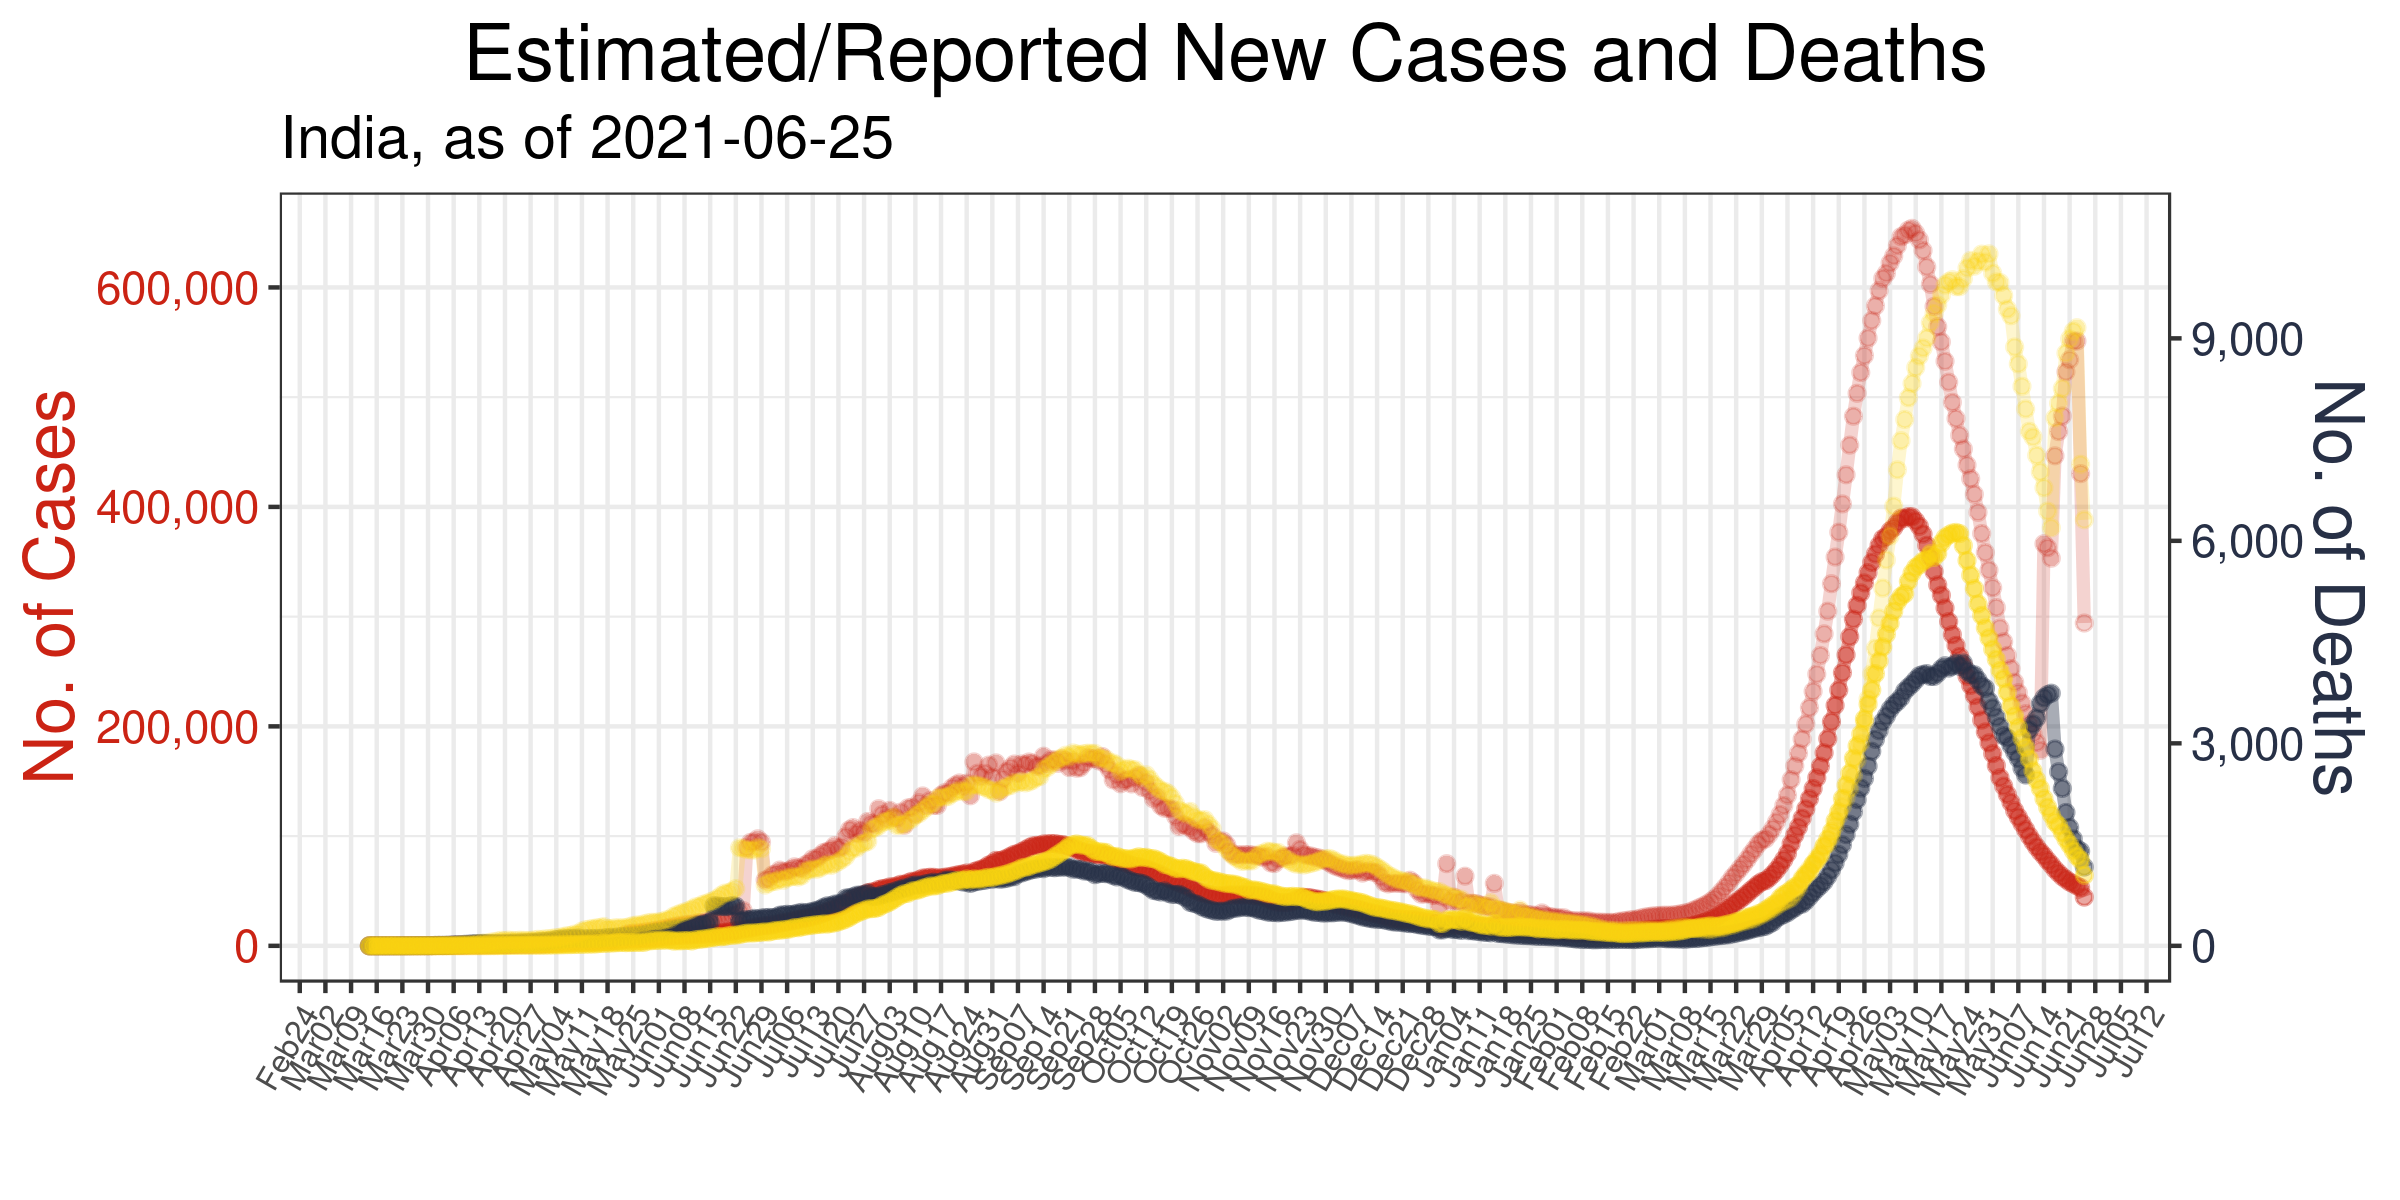 Estimated/Reported New Cases and Deaths
India, as of 2021-06-25
No. of Cases
600,000
400,000
200,000
0
9,000
6,000
3,000
0
No. of Deaths
Feb24
Mar02
Mar09
Mar16
Mar23
Mar30
Apr06
Apr13
Apr20
Apr27
May04
May11
May18
May25
Jun01
Jun08
Jun15
Jun22
Jun29
Jul06
Jul13
Jul20
Jul27
Aug03
Aug10
Aug17
Aug24
Aug31
Sep07
Sep14
Sep21
Sep28
Oct05
Oct12
Oct19
Oct26
Nov02
Nov09
Nov16
Nov23
Nov30
Dec07
Dec14
Dec21
Dec28
Jan04
Jan11
Jan18
Jan25
Feb01
Feb08
Feb15
Feb22
Mar01
Mar08
Mar15
Mar22
Mar29
Apr05
Apr12
Apr19
Apr26
May03
May10
May17
May24
May31
Jun07
Jun14
Jun21
Jun28
Jul05
Jul12